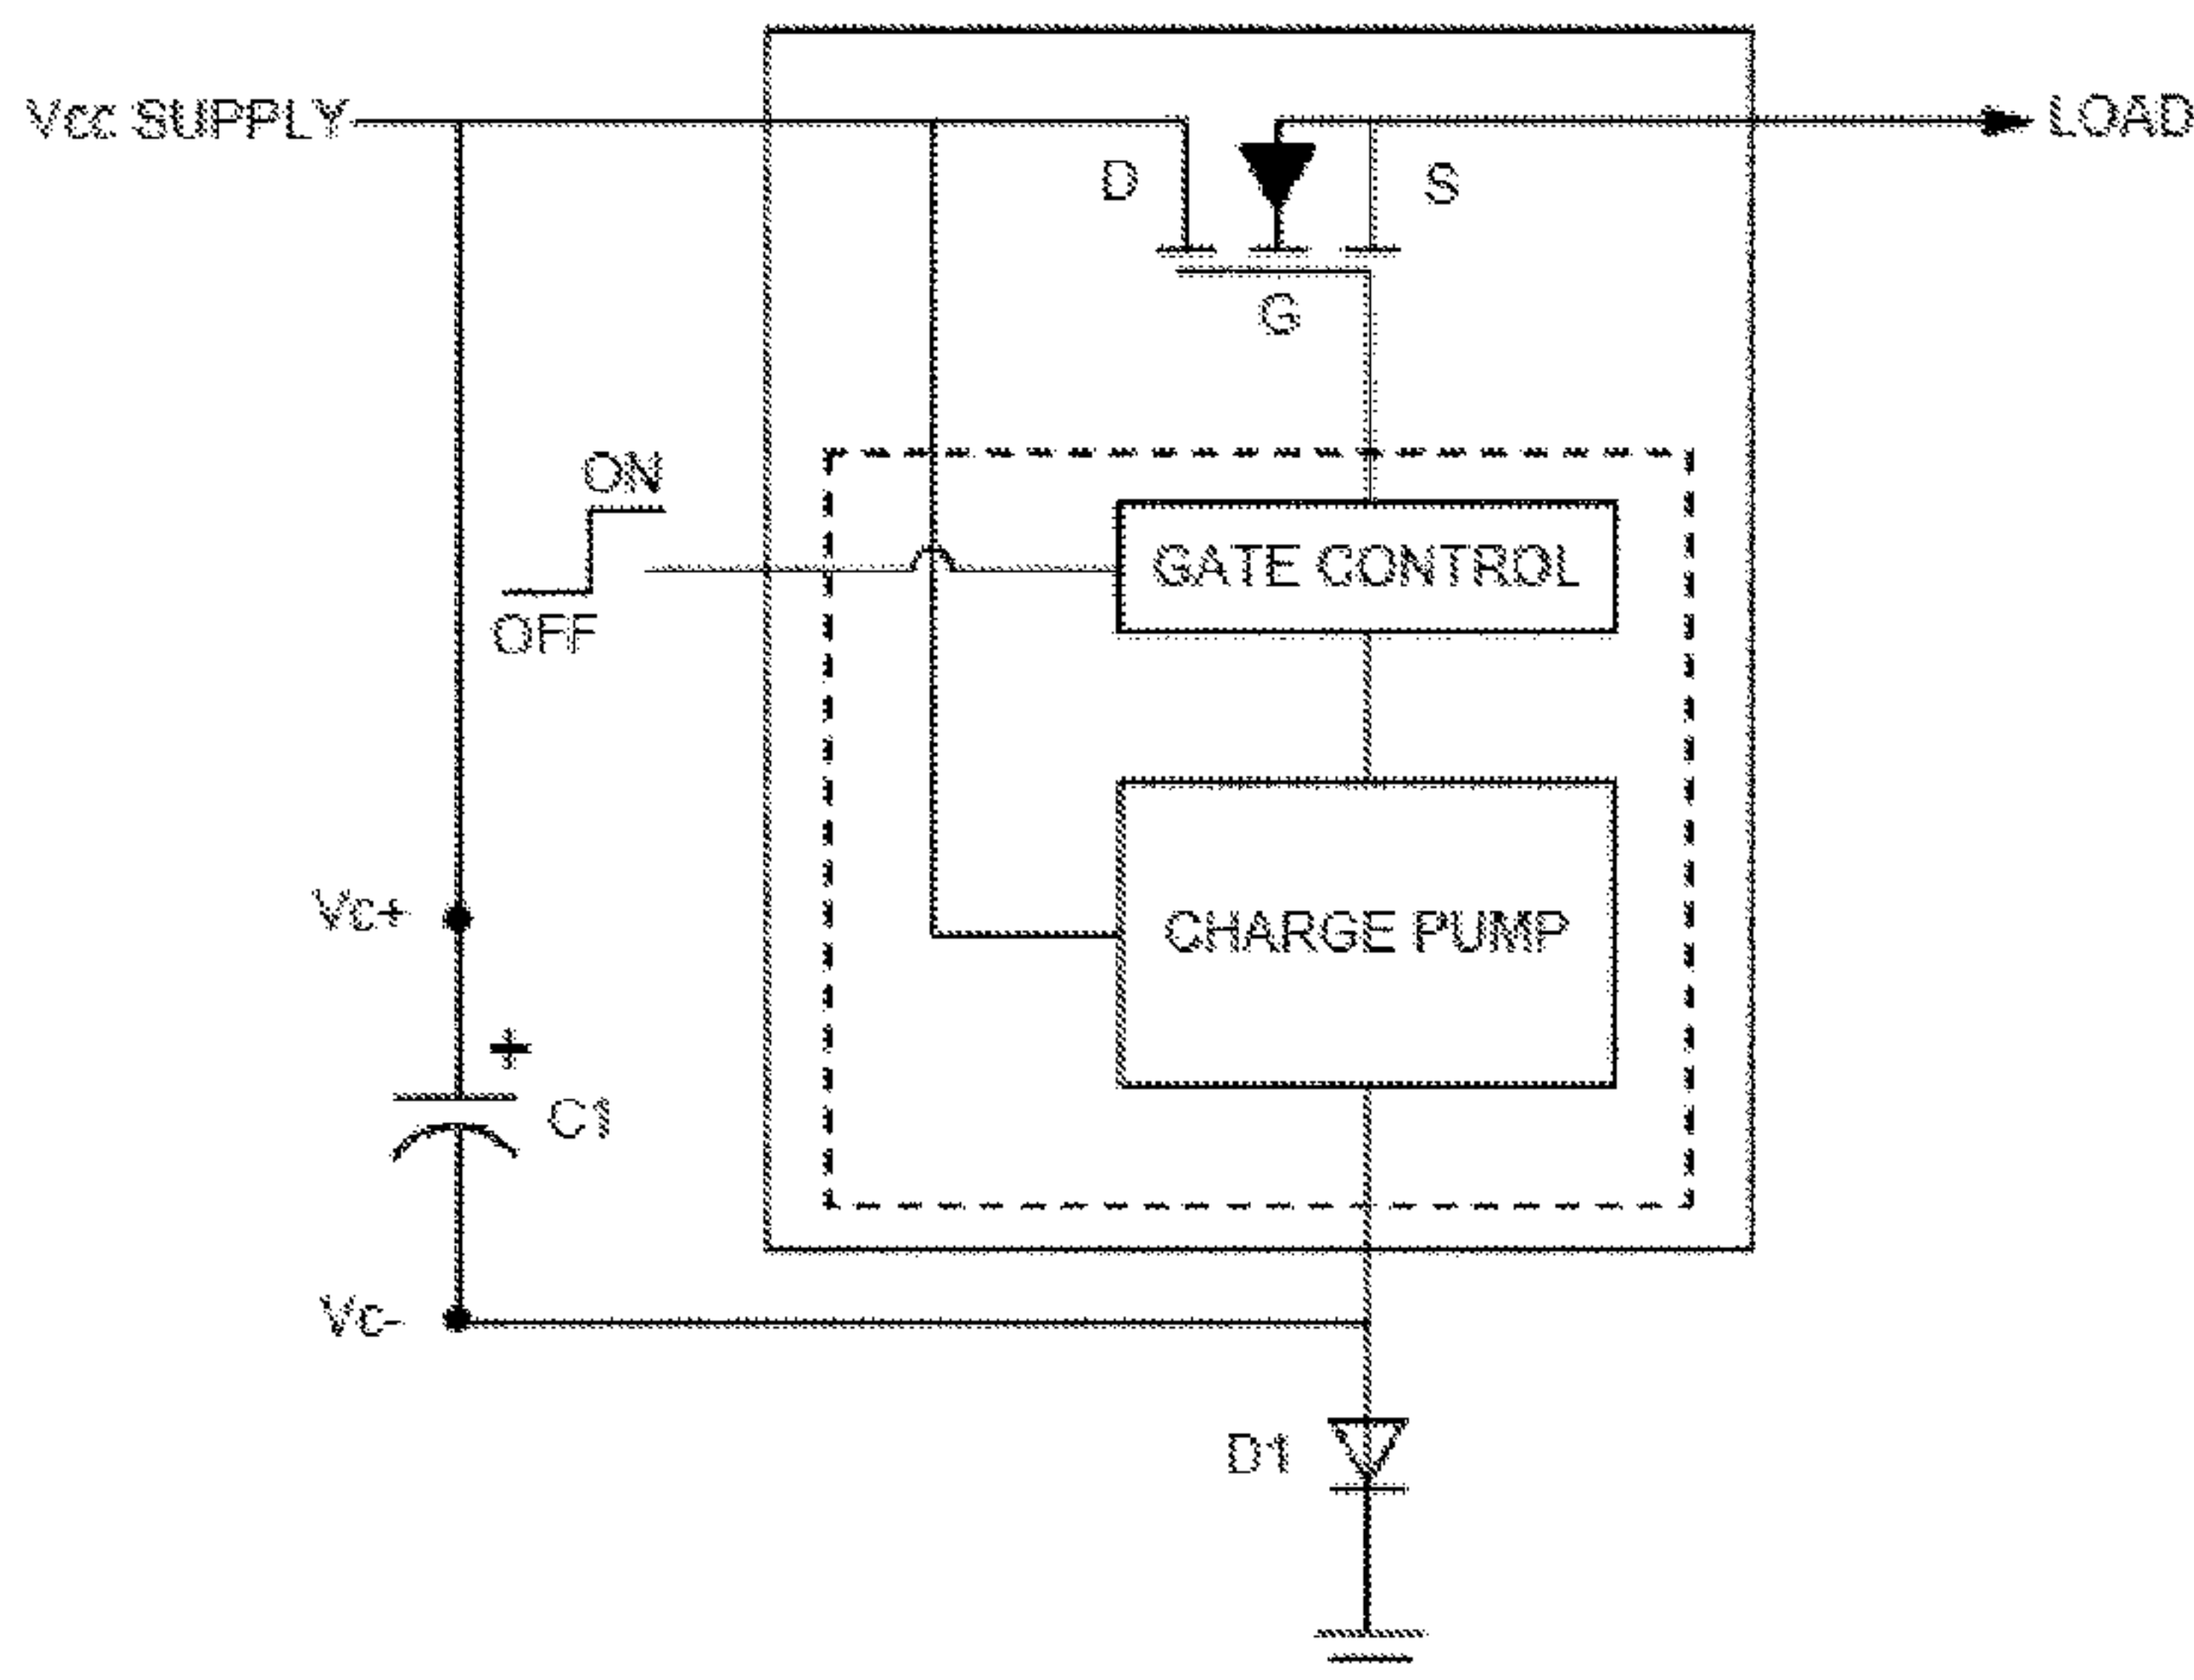 Vcc SUPPLY
LOAD
D
S
G
ON
OFF
GATE CONTROL
Vc+
CHARGE PUMP
+
C1
Vc-
D1